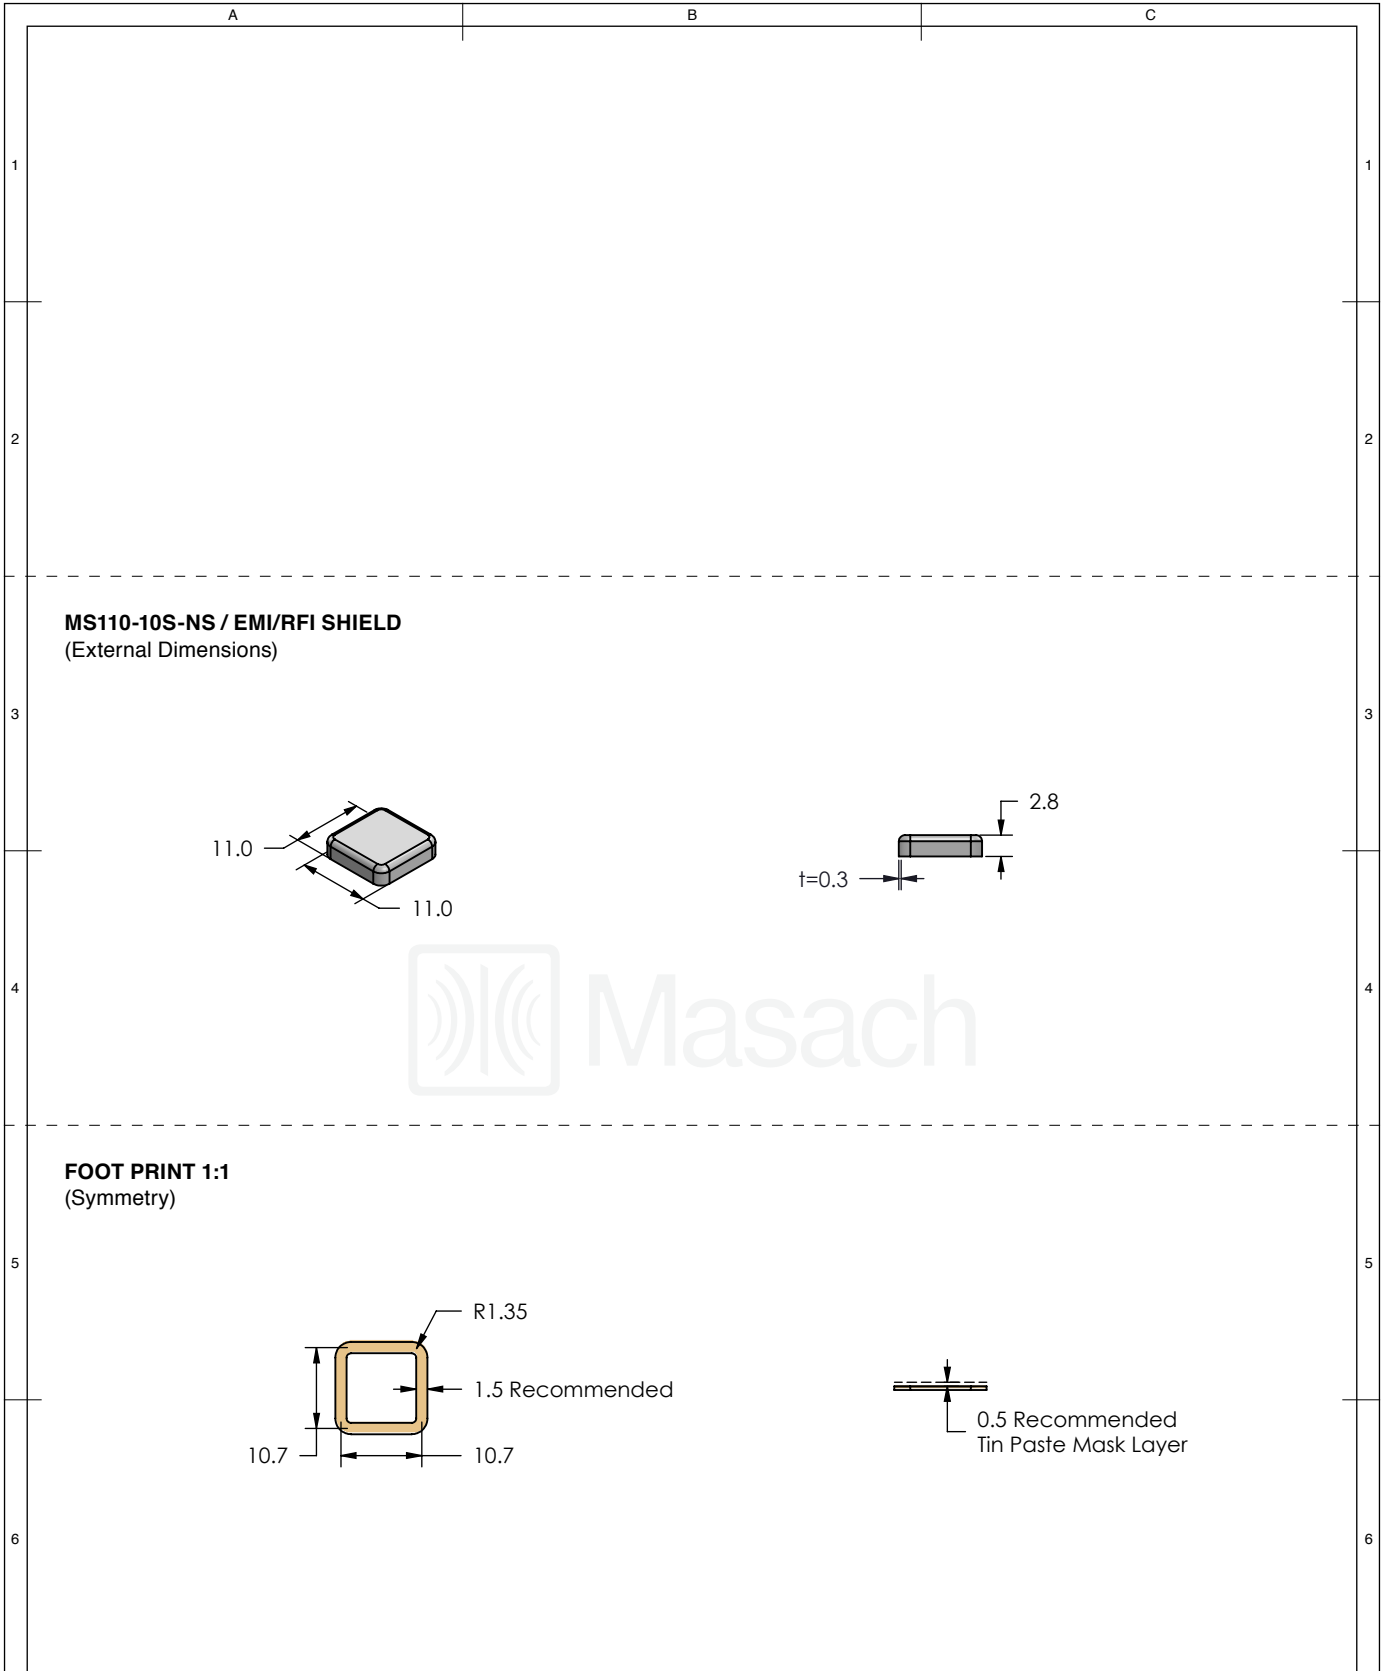 A B C
1 1
2 2
MS110-10S-NS / EMI/RFI SHIELD
(External Dimensions)
3 3
2.8
11.0
t=0.3
11.0
Masach
4 4
FOOT PRINT 1:1
(Symmetry)
5 5
R1.35
1.5 Recommended
0.5 Recommended
Tin Paste Mask Layer
10.7 10.7
6 6